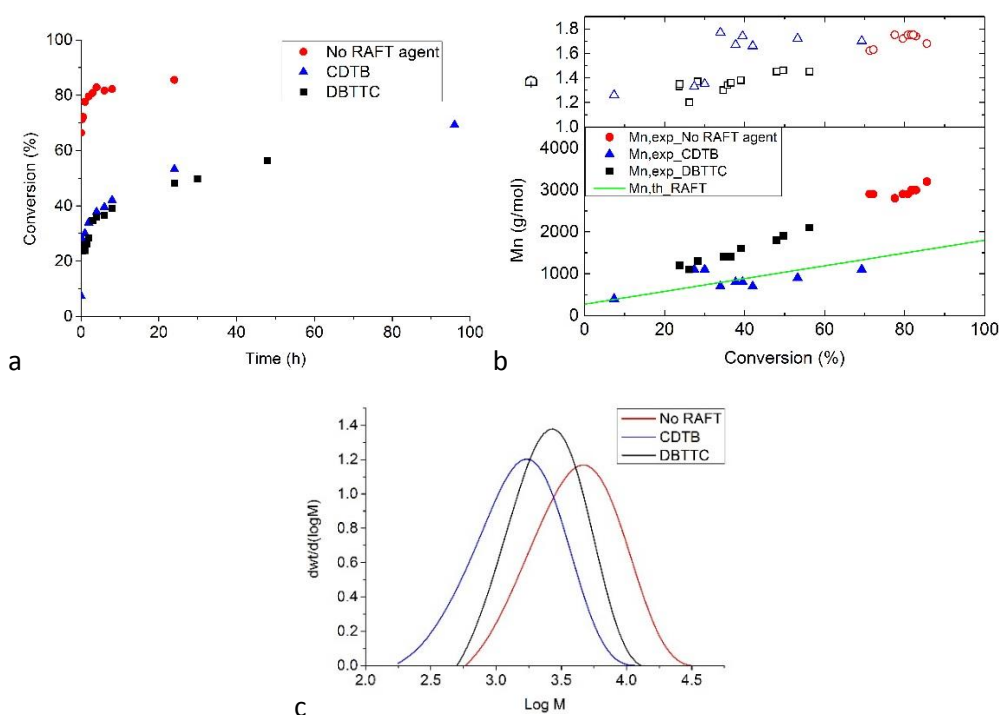 100
80
60
40
20
0
Conversion (%)
No RAFT agent
CDTB
DBTTC
0
20
40
60
80
100
Time (h)
a
1.8
1.6
1.4
1.2
1.0
Đ
4000
3000
2000
1000
0
Mn (g/mol)
Mn,exp_No RAFT agent
Mn,exp_CDTB
Mn,exp_DBTTC
Mn,th_RAFT
0
20
40
60
80
100
Conversion (%)
b
1.4
1.2
1.0
0.8
0.6
0.4
0.2
0.0
dwt/d(logM)
No RAFT
CDTB
DBTTC
2.0
2.5
3.0
3.5
4.0
4.5
Log M
c